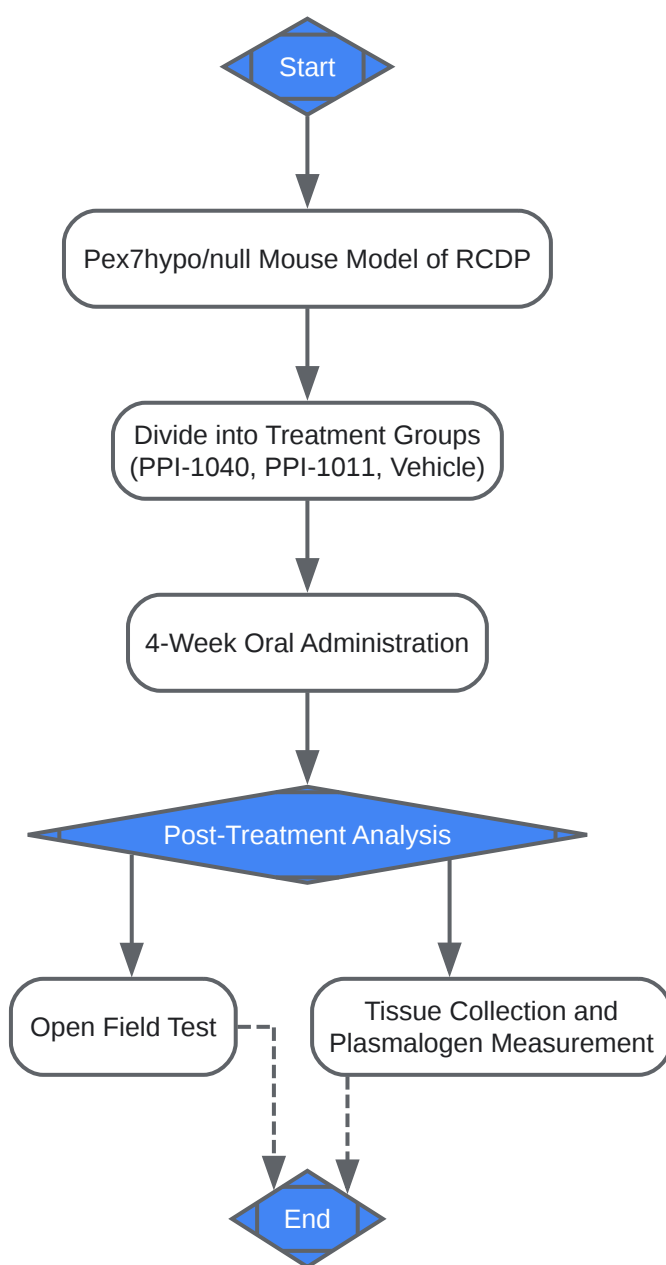 Start
Pex7hypo/null Mouse Model of RCDP
Divide into Treatment Groups
(PPI-1040, PPI-1011, Vehicle)
4-Week Oral Administration
Post-Treatment Analysis
Open Field Test
Tissue Collection and
Plasmalogen Measurement
End